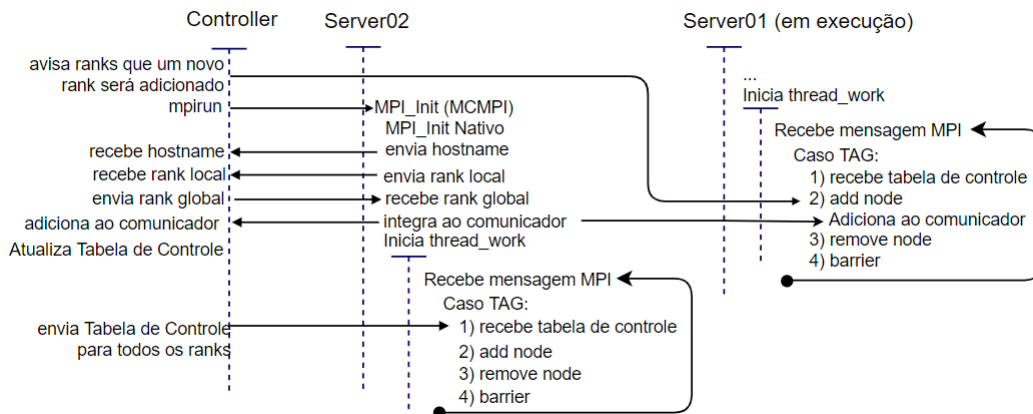 Controller
Server02
Server01 (em execução)
avisa ranks que um novo
rank será adicionado
mpirun
MPI_Init (MCMPI)
MPI_Init Nativo
recebe hostname
envia hostname
recebe rank local
envia rank local
envia rank global
recebe rank global
adiciona ao comunicador
integra ao comunicador
Atualiza Tabela de Controle
Inicia thread_work
Recebe mensagem MPI
Caso TAG:
1) recebe tabela de controle
2) add node
3) remove node
4) barrier
envia Tabela de Controle
para todos os ranks
...
Inicia thread_work
Recebe mensagem MPI
Caso TAG:
1) recebe tabela de controle
2) add node
Adiciona ao comunicador
3) remove node
4) barrier